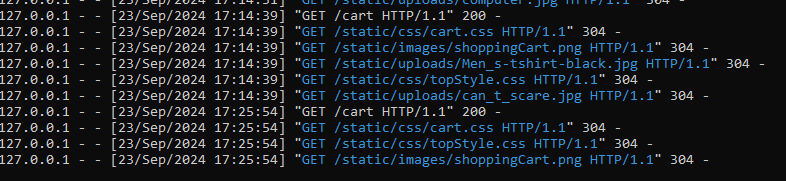 127.0.0.1 - - [23/Sep/2024 17:14:31] "GET /static/uploads/computer.jpg HTTP/1.1" 304 -
127.0.0.1 - - [23/Sep/2024 17:14:39] "GET /cart HTTP/1.1" 200 -
127.0.0.1 - - [23/Sep/2024 17:14:39] "GET /static/css/cart.css HTTP/1.1" 304 -
127.0.0.1 - - [23/Sep/2024 17:14:39] "GET /static/images/shoppingCart.png HTTP/1.1" 304 -
127.0.0.1 - - [23/Sep/2024 17:14:39] "GET /static/uploads/Men_s-tshirt-black.jpg HTTP/1.1" 304 -
127.0.0.1 - - [23/Sep/2024 17:14:39] "GET /static/css/topStyle.css HTTP/1.1" 304 -
127.0.0.1 - - [23/Sep/2024 17:14:39] "GET /static/uploads/can_t_scare.jpg HTTP/1.1" 304 -
127.0.0.1 - - [23/Sep/2024 17:25:54] "GET /cart HTTP/1.1" 200 -
127.0.0.1 - - [23/Sep/2024 17:25:54] "GET /static/css/cart.css HTTP/1.1" 304 -
127.0.0.1 - - [23/Sep/2024 17:25:54] "GET /static/css/topStyle.css HTTP/1.1" 304 -
127.0.0.1 - - [23/Sep/2024 17:25:54] "GET /static/images/shoppingCart.png HTTP/1.1" 304 -